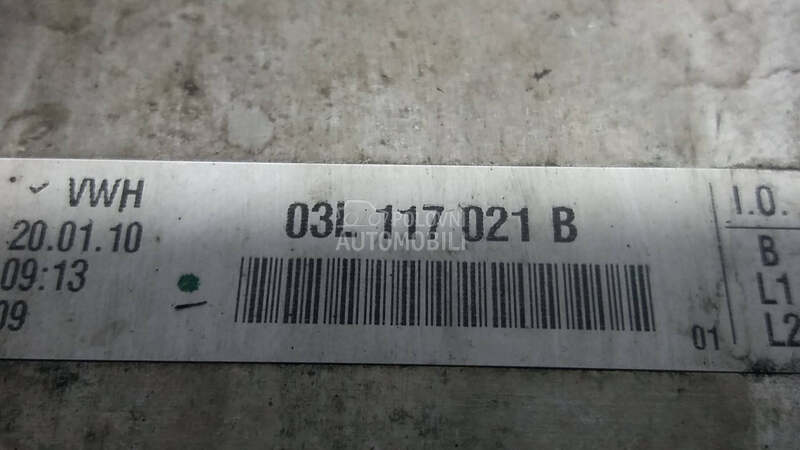 ✓ VWH
20.01.10
09:13
09
03L 117 021 B
POLOVNI
AUTOMOBILI
01
I.O.
B
L1
L2